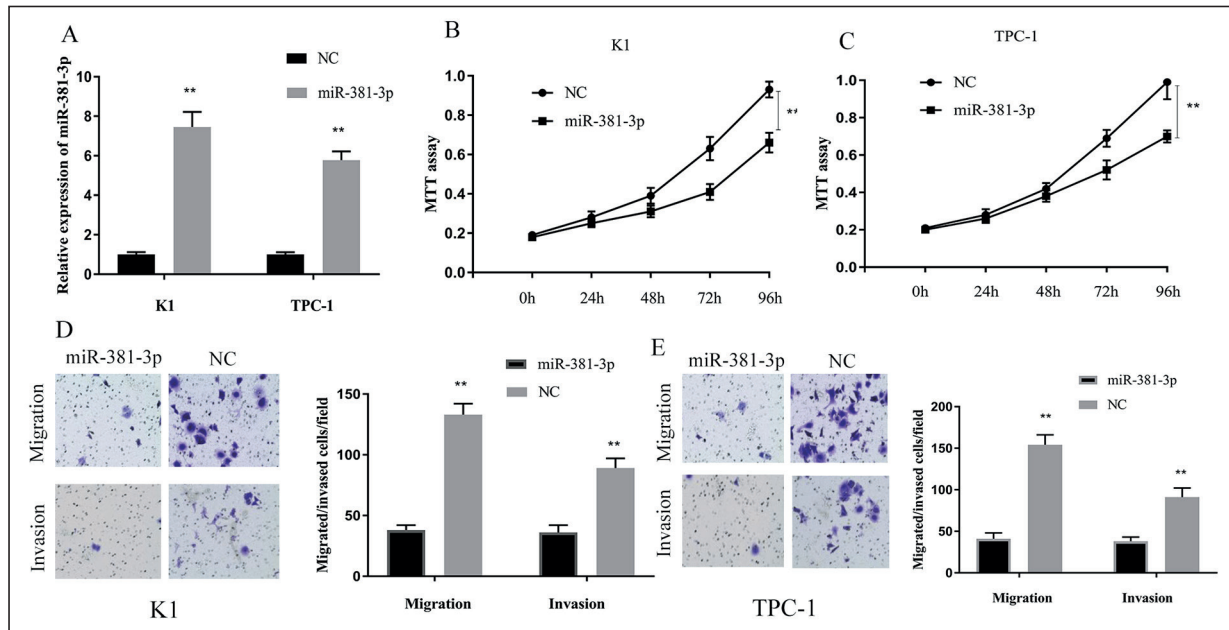 A
NC
miR-381-3p
Relative expression of miR-381-3p
10
8
6
4
2
0
**
**
K1
TPC-1
B
K1
NC
miR-381-3p
MTT assay
1.0
0.8
0.6
0.4
0.2
0.0
**
0h
24h
48h
72h
96h
C
TPC-1
NC
miR-381-3p
MTT assay
1.0
0.8
0.6
0.4
0.2
0.0
**
0h
24h
48h
72h
96h
D
miR-381-3p
NC
Migration
Invasion
K1
miR-381-3p
NC
Migrated/invaded cells/field
150
100
50
0
**
**
Migration
Invasion
E
miR-381-3p
NC
Migration
Invasion
TPC-1
miR-381-3p
NC
Migrated/invased cells/field
200
150
100
50
0
**
**
Migration
Invasion